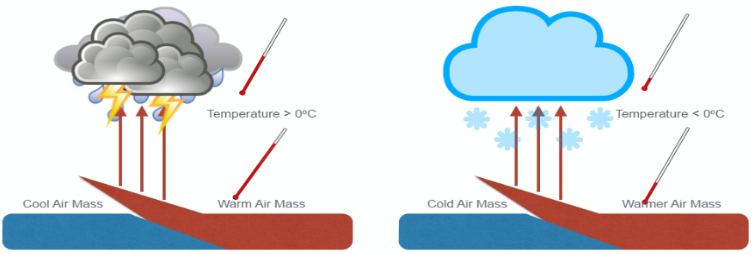 Temperature > 0ºC
Cool Air Mass
Warm Air Mass
Temperature < 0ºC
Cold Air Mass
Warmer Air Mass